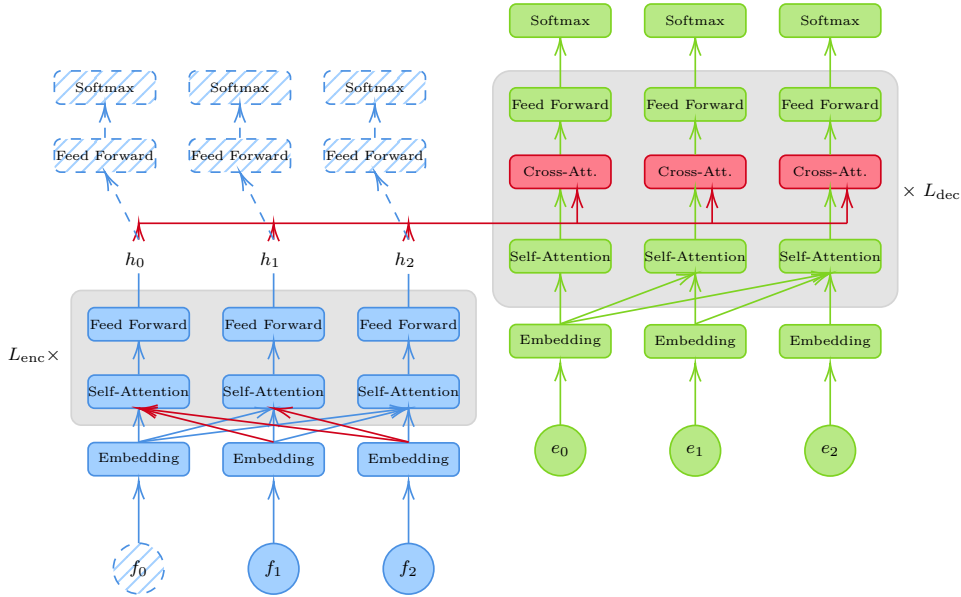 Softmax Softmax Softmax
Softmax Softmax Softmax
Feed Forward Feed Forward Feed Forward
Feed Forward Feed Forward Feed Forward
Cross-Att. Cross-Att. Cross-Att.
× L_dec
h_0 h_1 h_2
Self-Attention Self-Attention Self-Attention
Feed Forward Feed Forward Feed Forward
Embedding Embedding Embedding
L_enc×
Self-Attention Self-Attention Self-Attention
Embedding Embedding Embedding
e_0 e_1 e_2
f_0 f_1 f_2